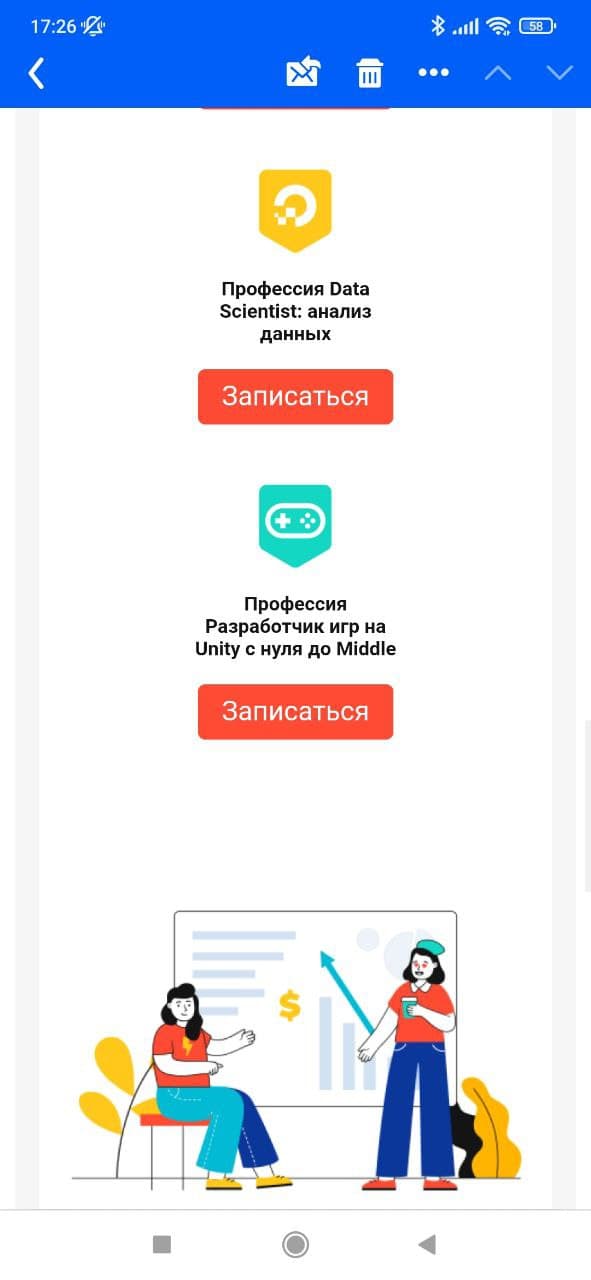 17:26
58
Профессия Data
Scientist: анализ
данных
Записаться
Профессия
Разработчик игр на
Unity с нуля до Middle
Записаться
$